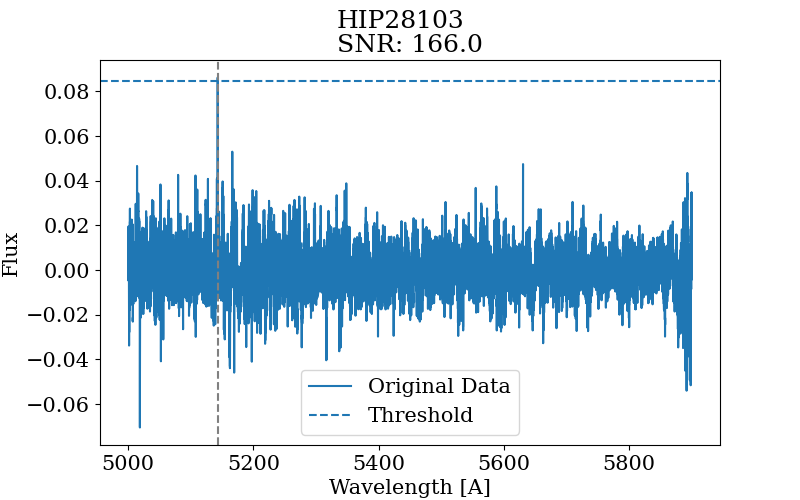 HIP28103
SNR: 166.0
0.08
0.06
0.04
0.02
0.00
−0.02
−0.04
−0.06
Flux
Original Data
Threshold
5000 5200 5400 5600 5800
Wavelength [A]